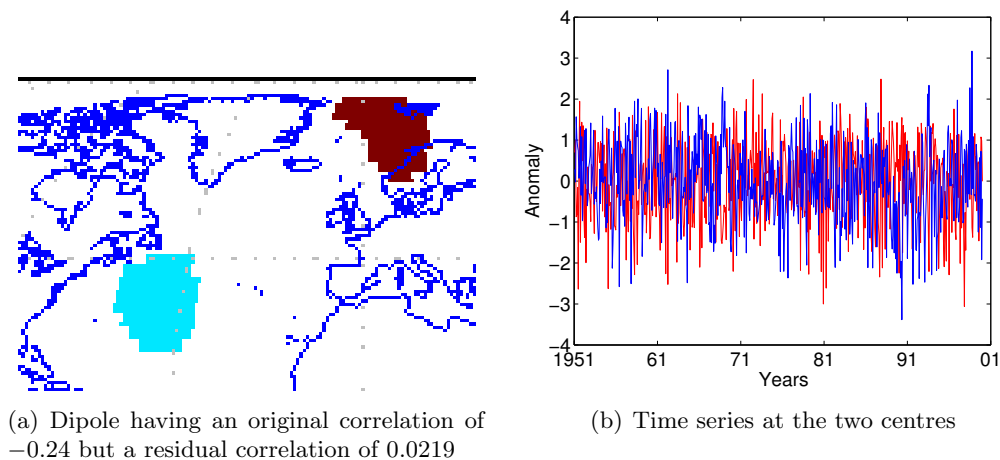 4
3
2
1
0
−1
−2
−3
−4
Anomaly
1951 61 71 81 91 01
Years
(a) Dipole having an original correlation of
−0.24 but a residual correlation of 0.0219
(b) Time series at the two centres